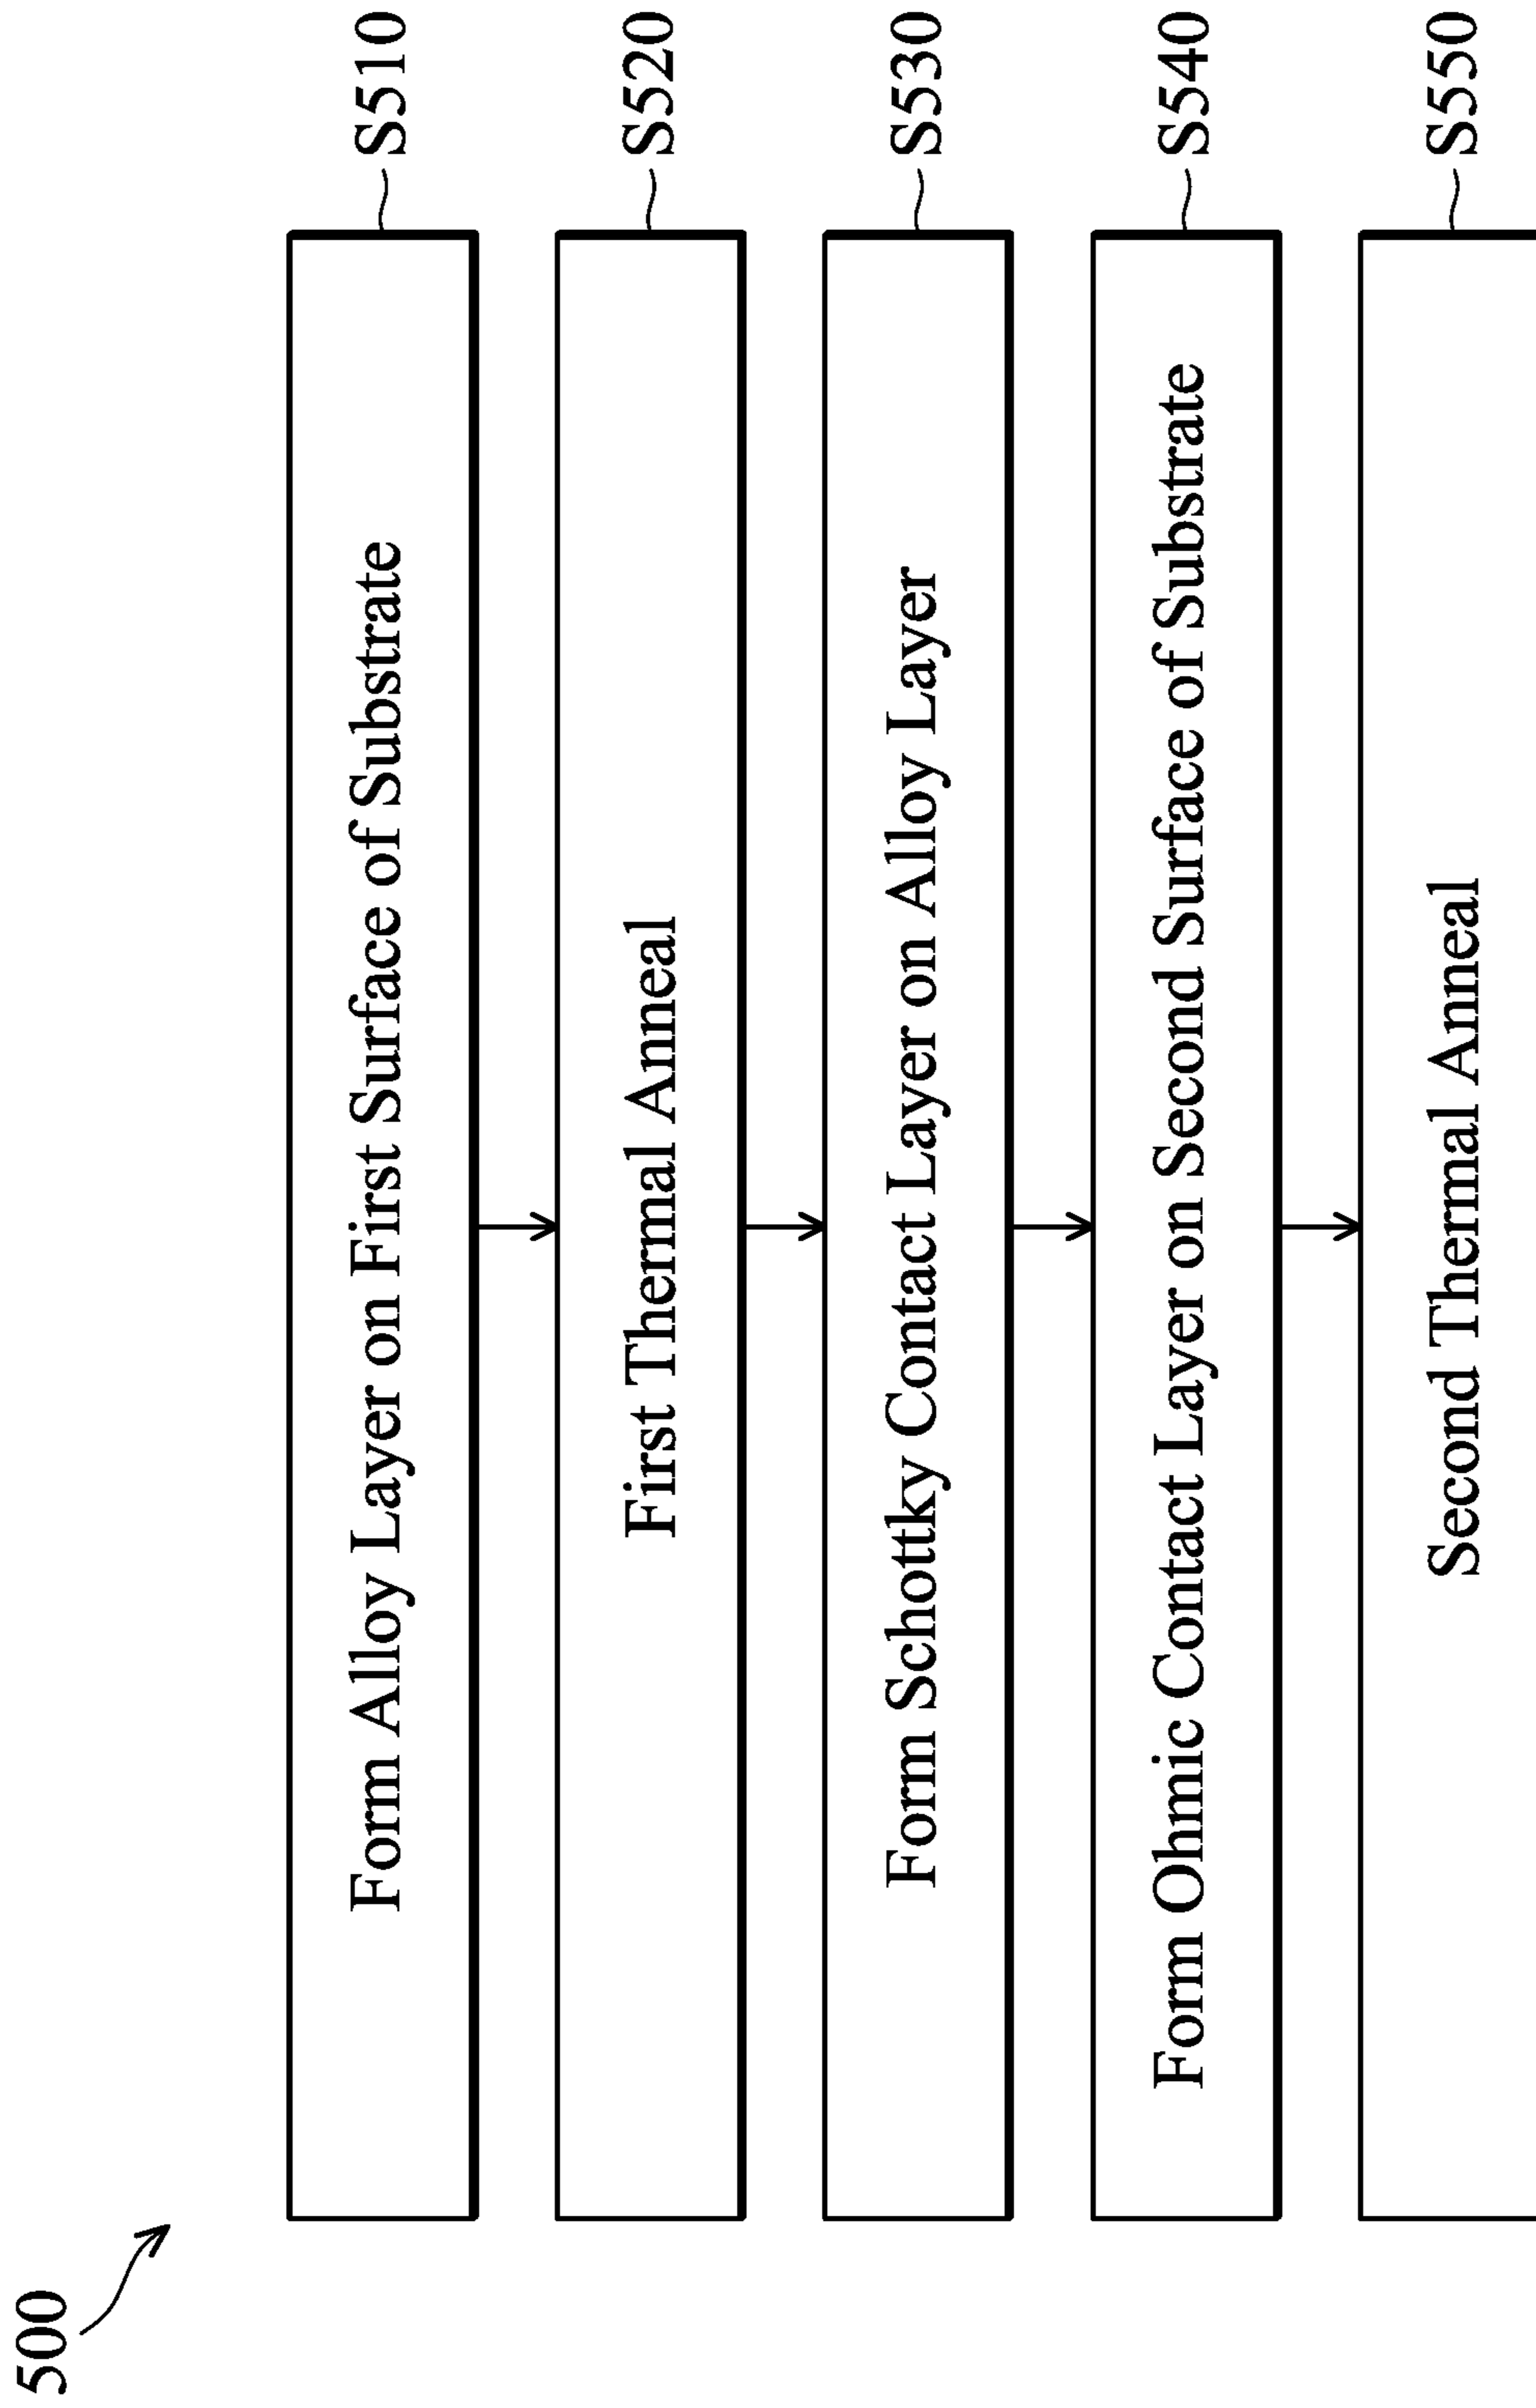 500
Form Alloy Layer on First Surface of Substrate
S510
First Thermal Anneal
S520
Form Schottky Contact Layer on Alloy Layer
S530
Form Ohmic Contact Layer on Second Surface of Substrate
S540
Second Thermal Anneal
S550